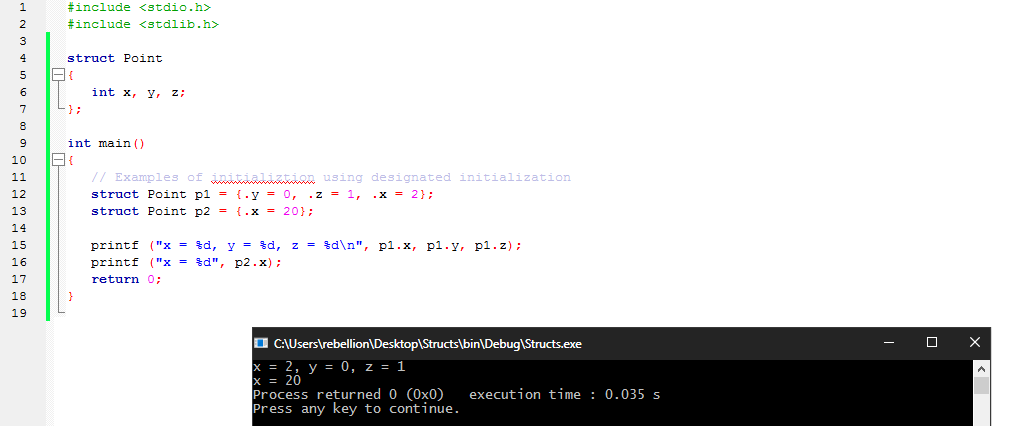 1 #include <stdio.h>
2 #include <stdlib.h>
3
4 struct Point
5 {
6 int x, y, z;
7 };
8
9 int main()
10 {
11 // Examples of initializtion using designated initialization
12 struct Point p1 = {.y = 0, .z = 1, .x = 2};
13 struct Point p2 = {.x = 20};
14
15 printf ("x = %d, y = %d, z = %d\n", p1.x, p1.y, p1.z);
16 printf ("x = %d", p2.x);
17 return 0;
18 }
19
C:\Users\rebellion\Desktop\Structs\bin\Debug\Structs.exe
x = 2, y = 0, z = 1
x = 20
Process returned 0 (0x0) execution time : 0.035 s
Press any key to continue.